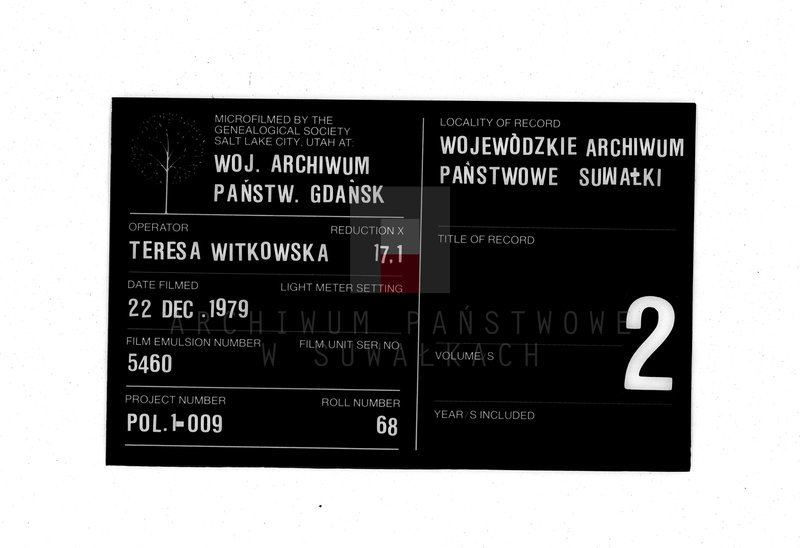 MICROFILMED BY THE
GENEALOGICAL SOCIETY
SALT LAKE CITY, UTAH AT:
WOJ. ARCHIWUM
PAŃSTW. GDAŃSK
OPERATOR REDUCTION X
TERESA WITKOWSKA 17,1
DATE FILMED LIGHT METER SETTING
22 DEC.1979
FILM EMULSION NUMBER FILM UNIT SER. NO.
5460
PROJECT NUMBER ROLL NUMBER
POL.1-009 68
LOCALITY OF RECORD
WOJEWÒDZKIE ARCHIWUM
PAŃSTWOWE SUWAŁKI
TITLE OF RECORD
2
VOLUME/S
YEAR/S INCLUDED
ARCHIWUM PAŃSTWOWE
W SUWAŁKACH